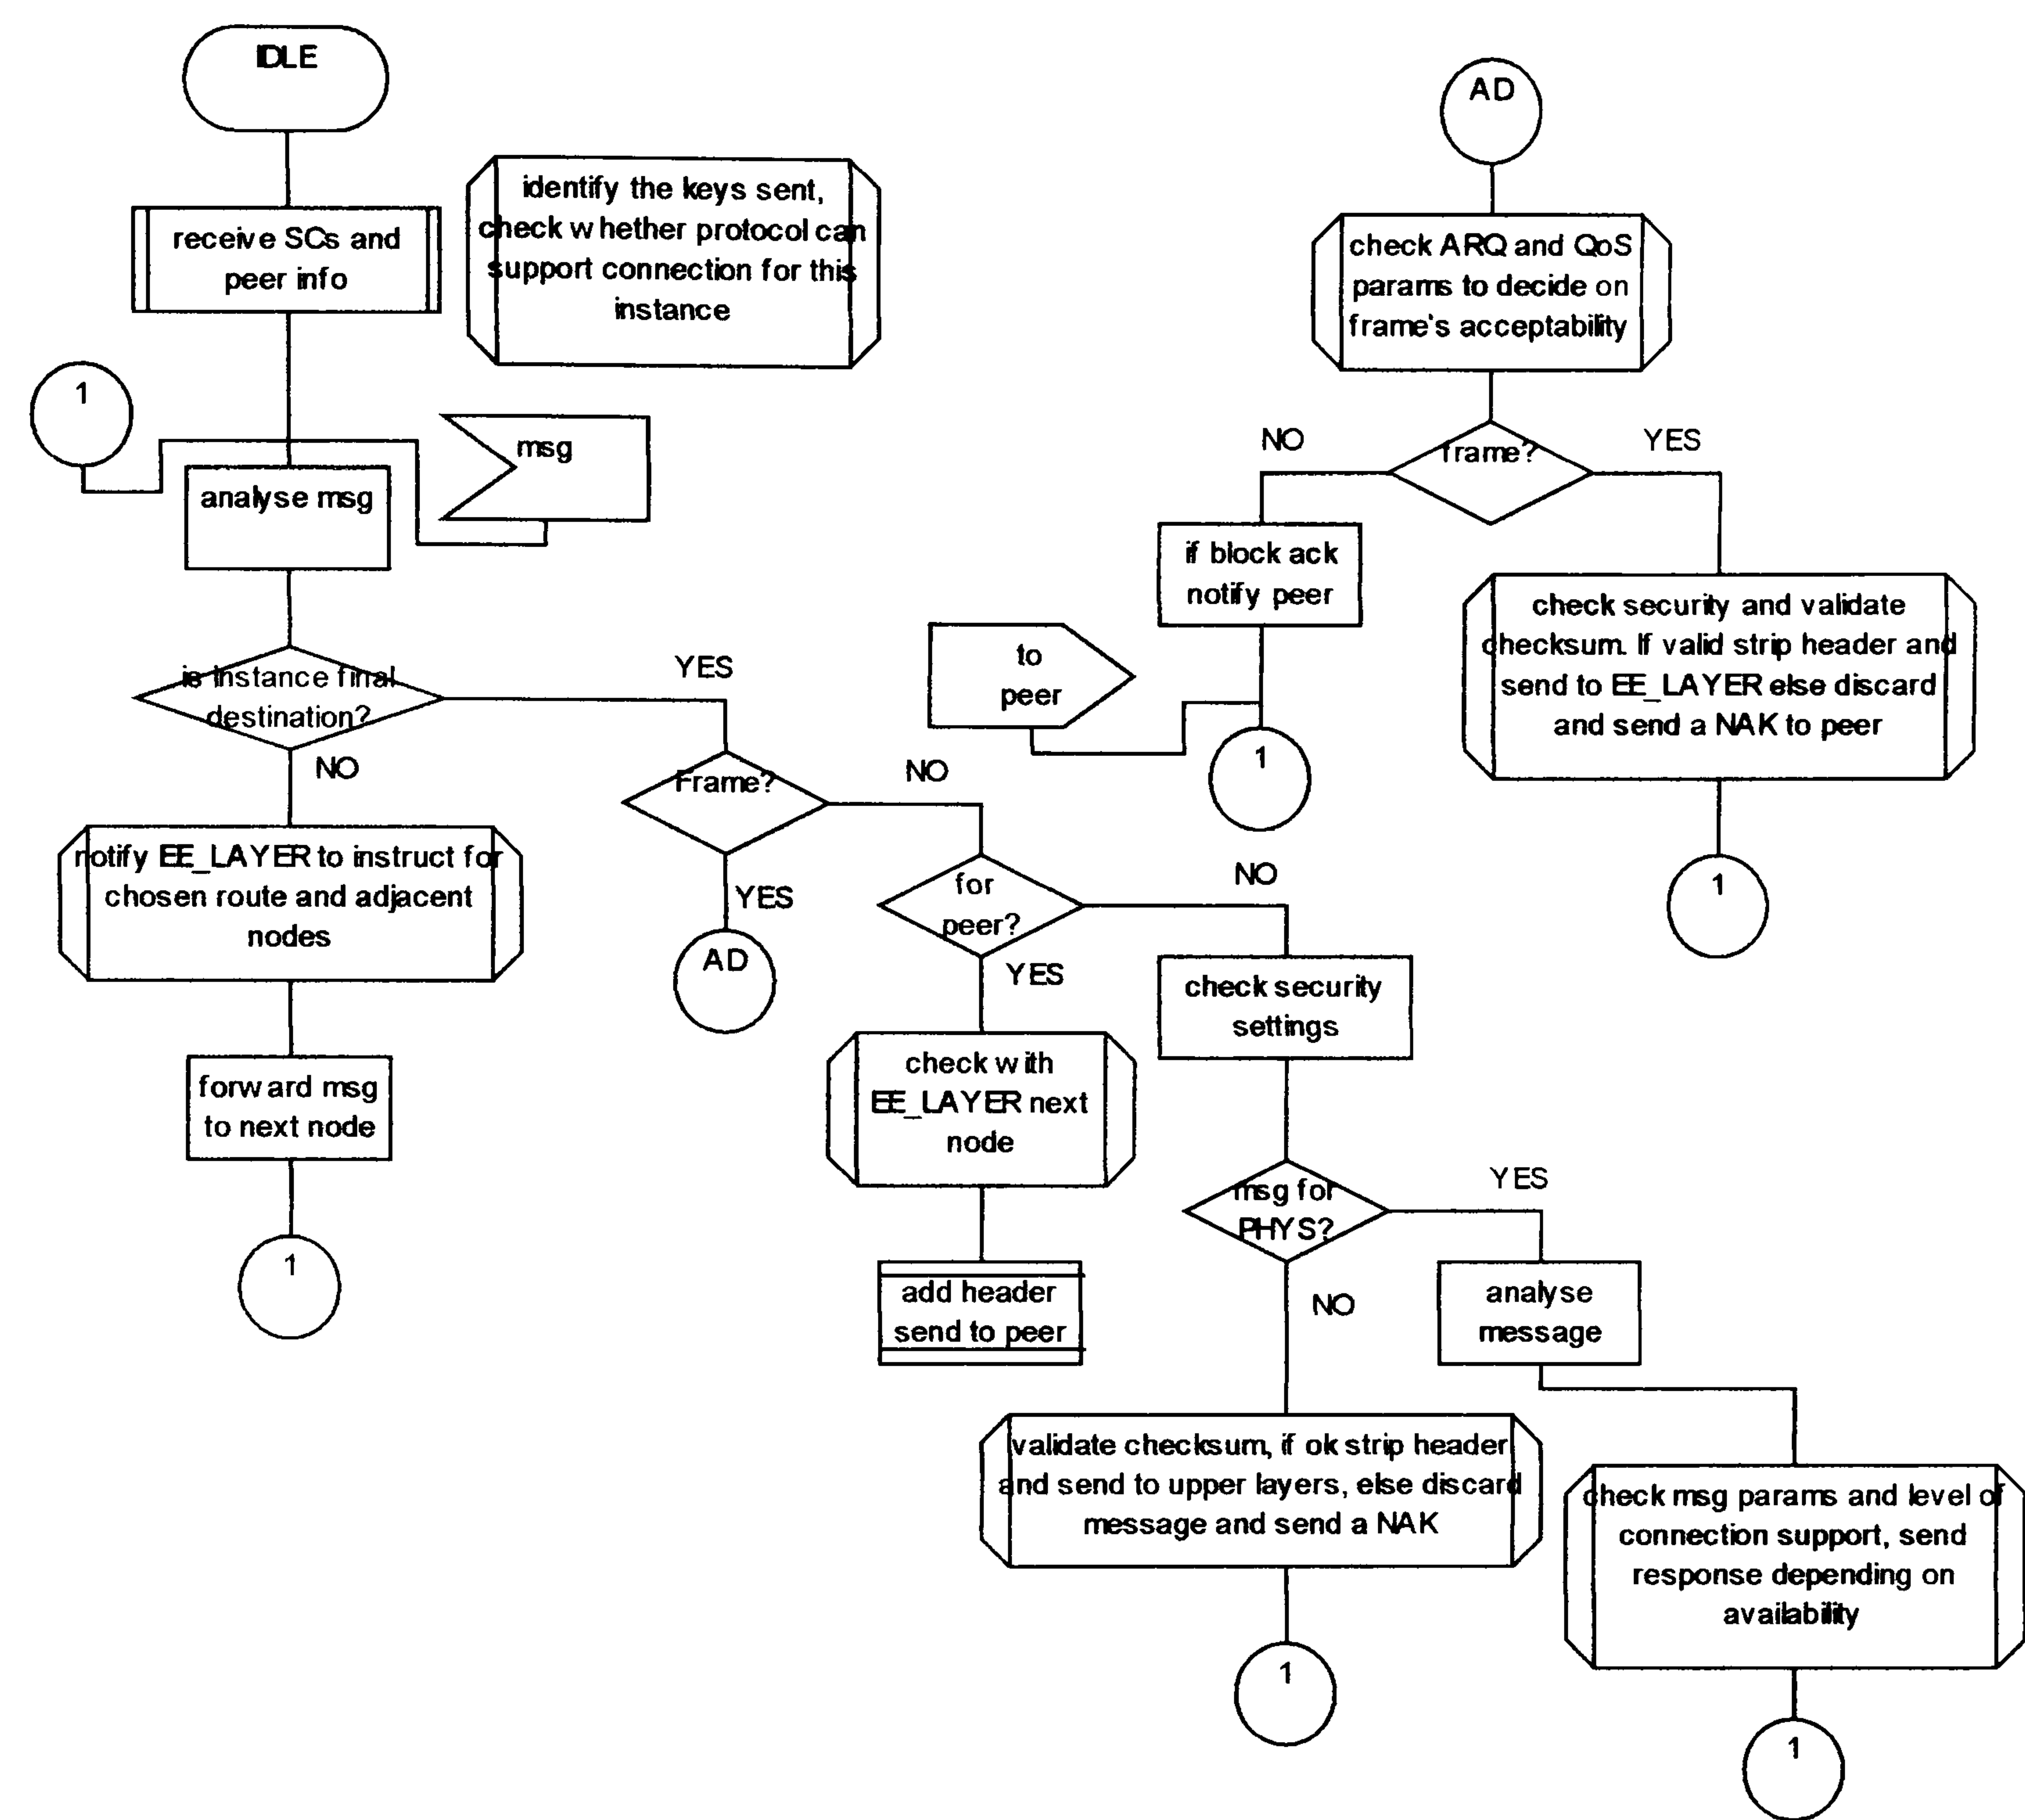 IDLE
receive SCs and
peer info
identify the keys sent,
check whether protocol can
support connection for this
instance
1
msg
analyse msg
is instance final
destination?
YES
NO
notify EE_LAYER to instruct for
chosen route and adjacent
nodes
forward msg
to next node
1
Frame?
NO
YES
AD
for
peer?
NO
YES
check with
EE_LAYER next
node
add header
send to peer
check security
settings
msg for
PHYS?
YES
NO
analyse
message
validate checksum, if ok strip header
and send to upper layers, else discard
message and send a NAK
1
check msg params and level of
connection support, send
response depending on
availability
1
AD
check ARQ and QoS
params to decide on
frame's acceptability
frame?
NO
YES
if block ack
notify peer
to
peer
1
check security and validate
checksum. If valid strip header and
send to EE_LAYER else discard
and send a NAK to peer
1